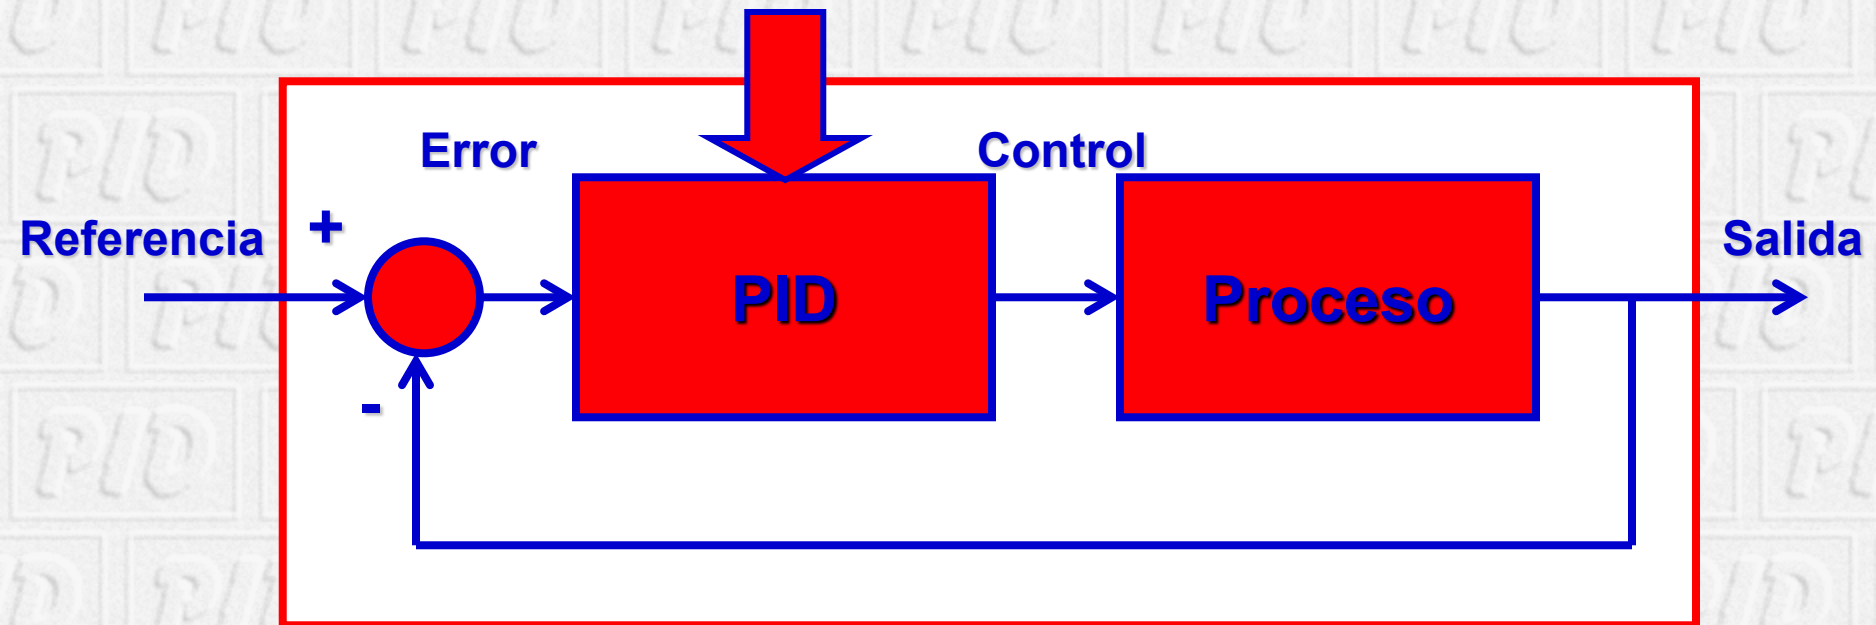 Error
Control
Referencia
+
Salida
PID
Proceso
-